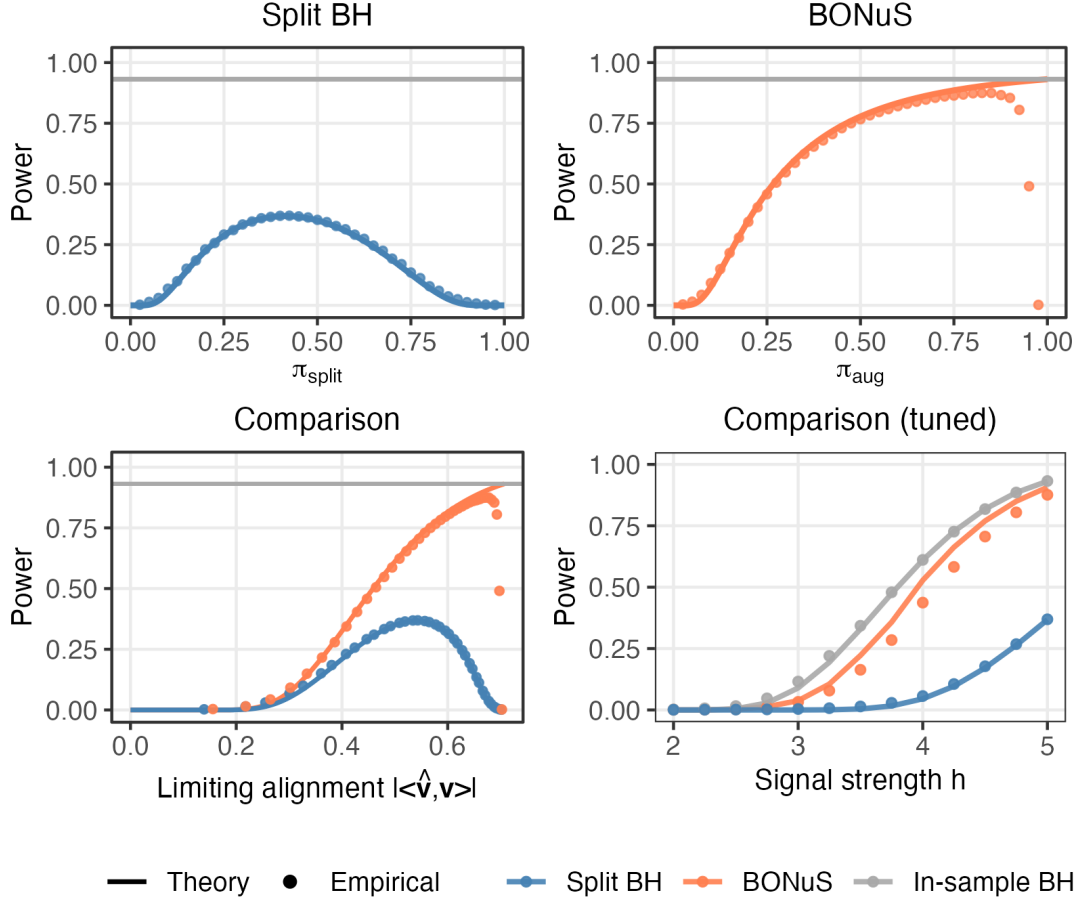 Split BH
BONuS
1.00
0.75
0.50
0.25
0.00
Power
0.00 0.25 0.50 0.75 1.00
π_split
1.00
0.75
0.50
0.25
0.00
Power
0.00 0.25 0.50 0.75 1.00
π_aug
Comparison
Comparison (tuned)
1.00
0.75
0.50
0.25
0.00
Power
0.0 0.2 0.4 0.6
Limiting alignment |<v̂,v>|
1.00
0.75
0.50
0.25
0.00
Power
2 3 4 5
Signal strength h
Theory Empirical Split BH BONuS In-sample BH